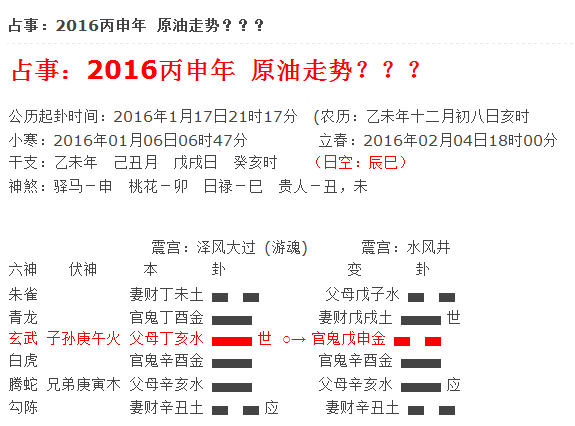 占事：2016丙申年 原油走势？？？
占事：2016丙申年 原油走势？？？
公历起卦时间：2016年1月17日21时17分 (农历：乙未年十二月初八日亥时
小寒：2016年01月06日06时47分 立春：2016年02月04日18时00分
干支：乙未年 己丑月 戊戌日 癸亥时 （日空：辰巳）
神煞：驿马－申 桃花－卯 日禄－巳 贵人－丑，未
震宫：泽风大过 (游魂) 震宫：水风井
六神 伏神 本 卦 变 卦
朱雀 妻财丁未土 父母戊子水
青龙 官鬼丁酉金 妻财戊戌土 世
玄武 子孙庚午火 父母丁亥水 世 ○→ 官鬼戊申金
白虎 官鬼辛酉金 官鬼辛酉金
腾蛇 兄弟庚寅木 父母辛亥水 父母辛亥水 应
勾陈 妻财辛丑土 应 妻财辛丑土